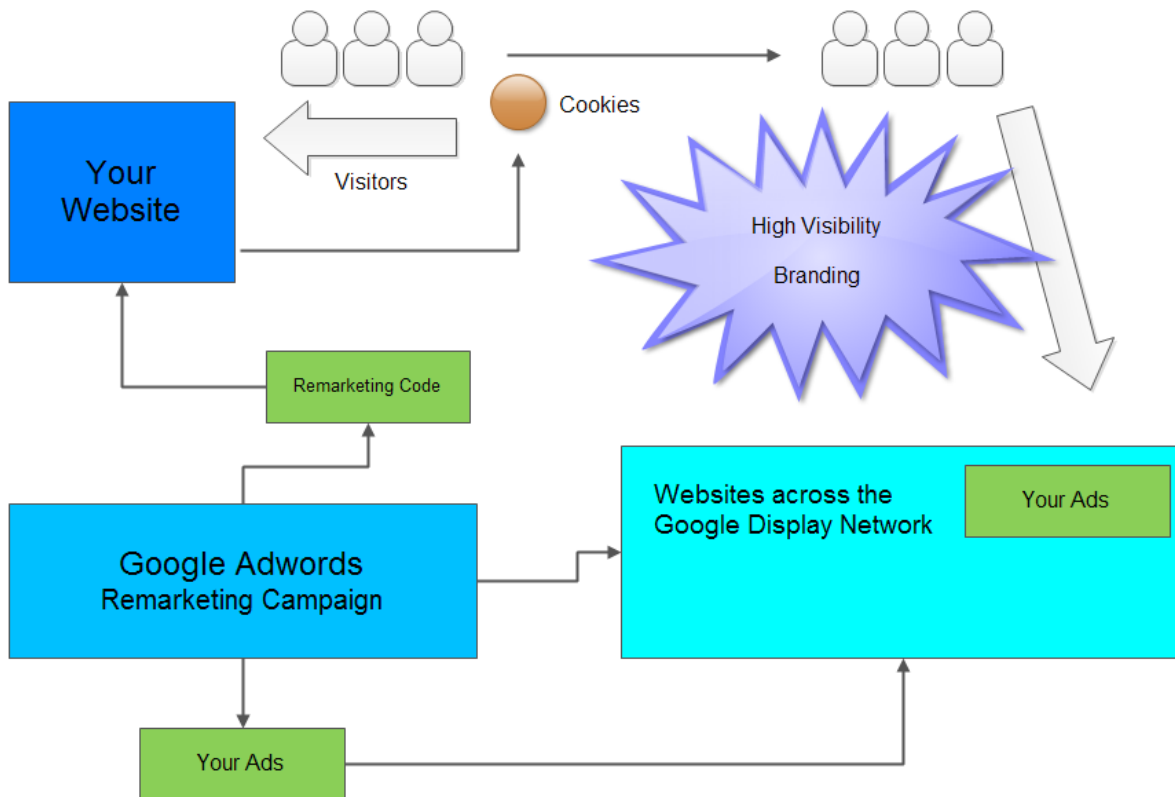 Cookies
Visitors
Your
Website
High Visibility
Branding
Remarketing Code
Websites across the
Google Display Network
Your Ads
Google Adwords
Remarketing Campaign
Your Ads